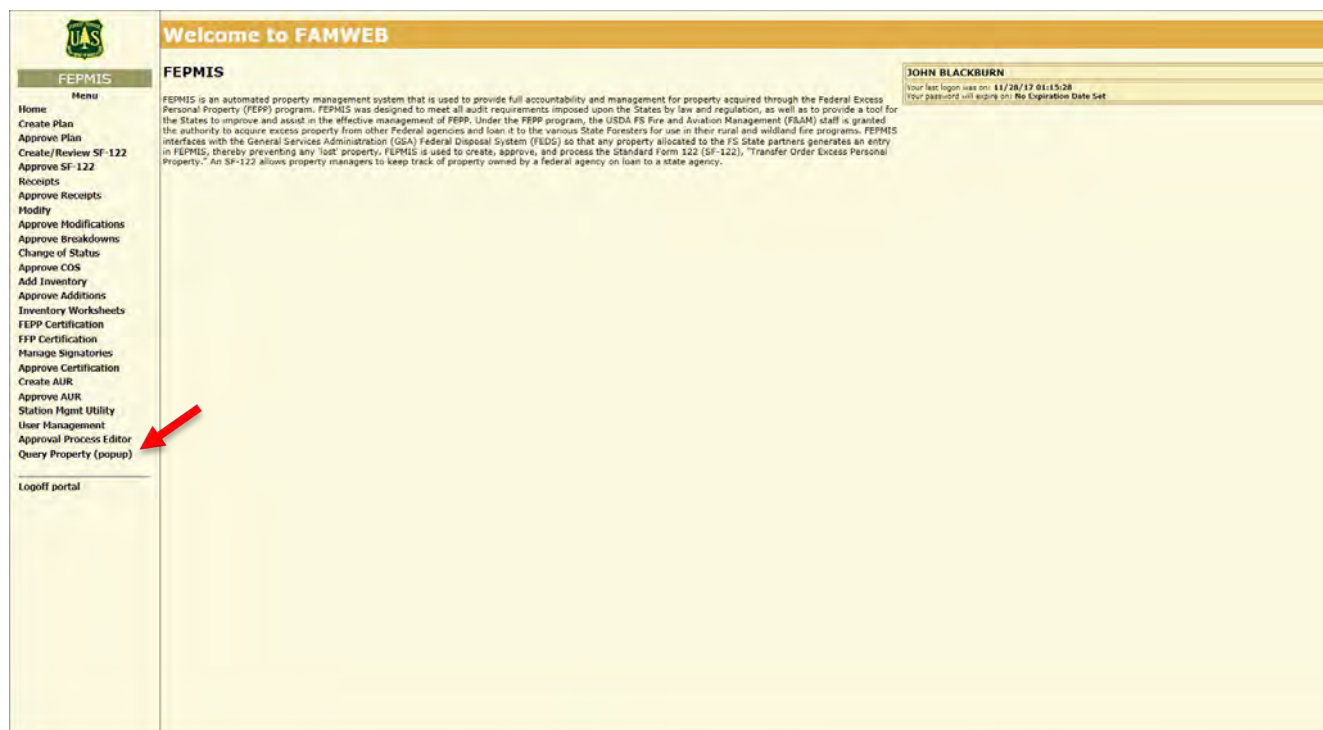 UAS
FEPMIS
Menu
Home
Create Plan
Approve Plan
Create/Review SF-122
Approve SF-122
Receipts
Approve Receipts
Modify
Approve Modifications
Approve Breakdowns
Change of Status
Approve COS
Add Inventory
Approve Additions
Inventory Worksheets
FEPP Certification
FFP Certification
Manage Signatories
Approve Certification
Create AUR
Approve AUR
Station Mgmt Utility
User Management
Approval Process Editor
Query Property (popup)
Logoff portal
Welcome to FAMWEB
FEPMIS
FEPMIS is an automated property management system that is used to provide full accountability and management for property acquired through the Federal Excess
Personal Property (FEPP) program. FEPMIS was designed to meet all audit requirements imposed upon the States by law and regulation, as well as to provide a tool for
the States to improve and assist in the effective management of FEPP. Under the FEPP program, the USDA FS Fire and Aviation Management (F&AM) staff is granted
the authority to acquire excess property from other Federal agencies and loan it to the various State Foresters for use in their rural and wildland fire programs. FEPMIS
interfaces with the General Services Administration (GSA) Federal Disposal System (FEDS) so that any property allocated to the FS State partners generates an entry
in FEPMIS, thereby preventing any 'lost' property. FEPMIS is used to create, approve, and process the Standard Form 122 (SF-122), "Transfer Order Excess Personal
Property." An SF-122 allows property managers to keep track of property owned by a federal agency on loan to a state agency.
JOHN BLACKBURN
Your last logon was on: 11/28/17 01:15:28
Your password will expire on: No Expiration Date Set